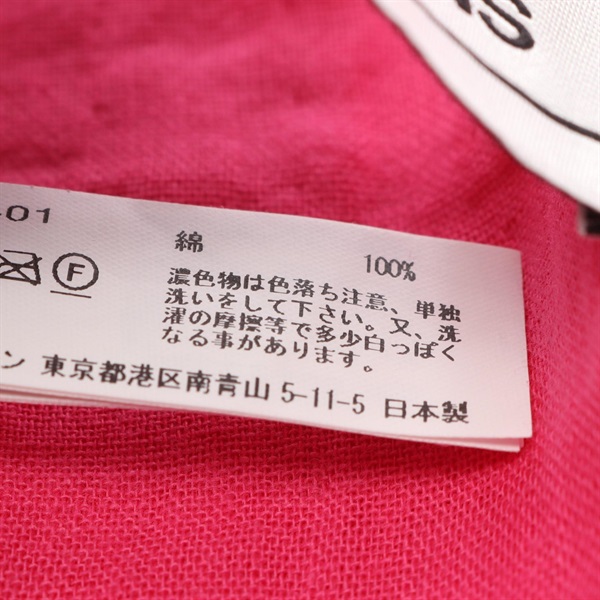 NS
-01
綿 100%
濃色物は色落ち注意、単独
洗いをして下さい。又、洗
濯の摩擦等で多少白っぽく
なる事があります。
F
ン 東京都港区南青山 5-11-5 日本製